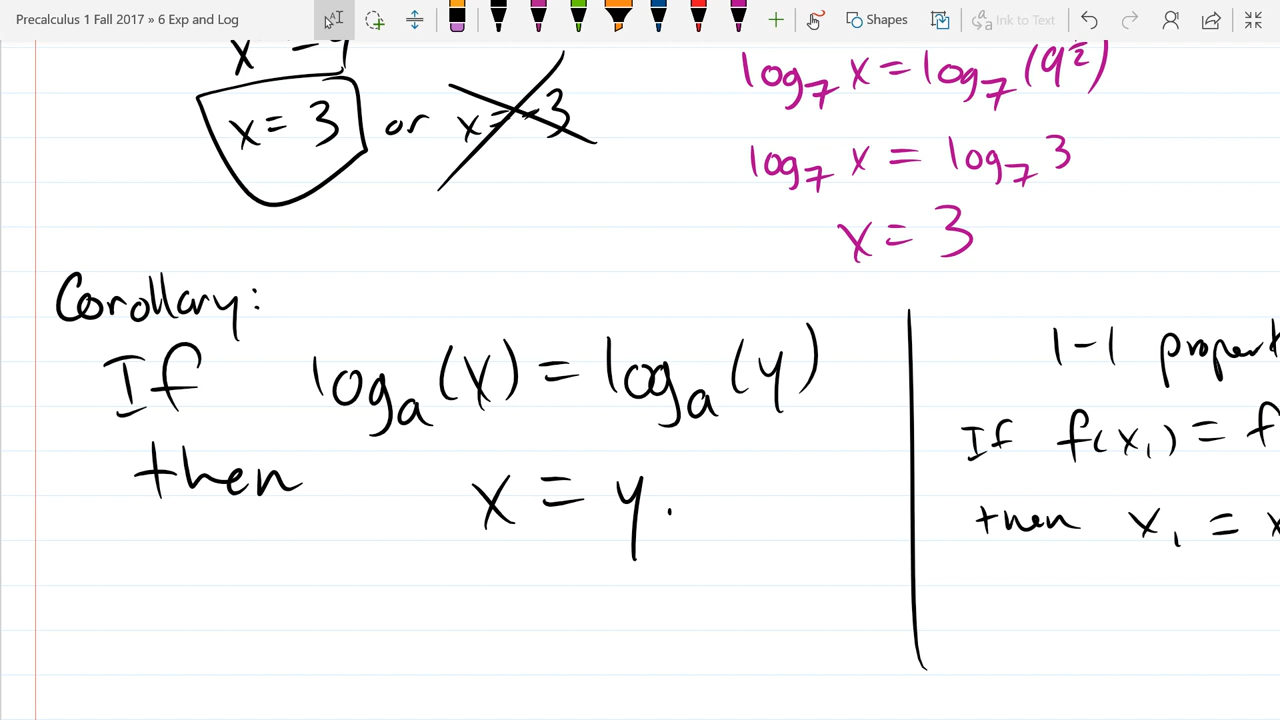 Precalculus 1 Fall 2017 » 6 Exp and Log
Shapes
Ink to Text
x = 3 or x = -3
log₇ x = log₇ (9^½)
log₇ x = log₇ 3
x = 3
Corollary:
If logₐ(x) = logₐ(y)
then x = y.
1-1 propert
If f(x₁) = f
then x₁ = x